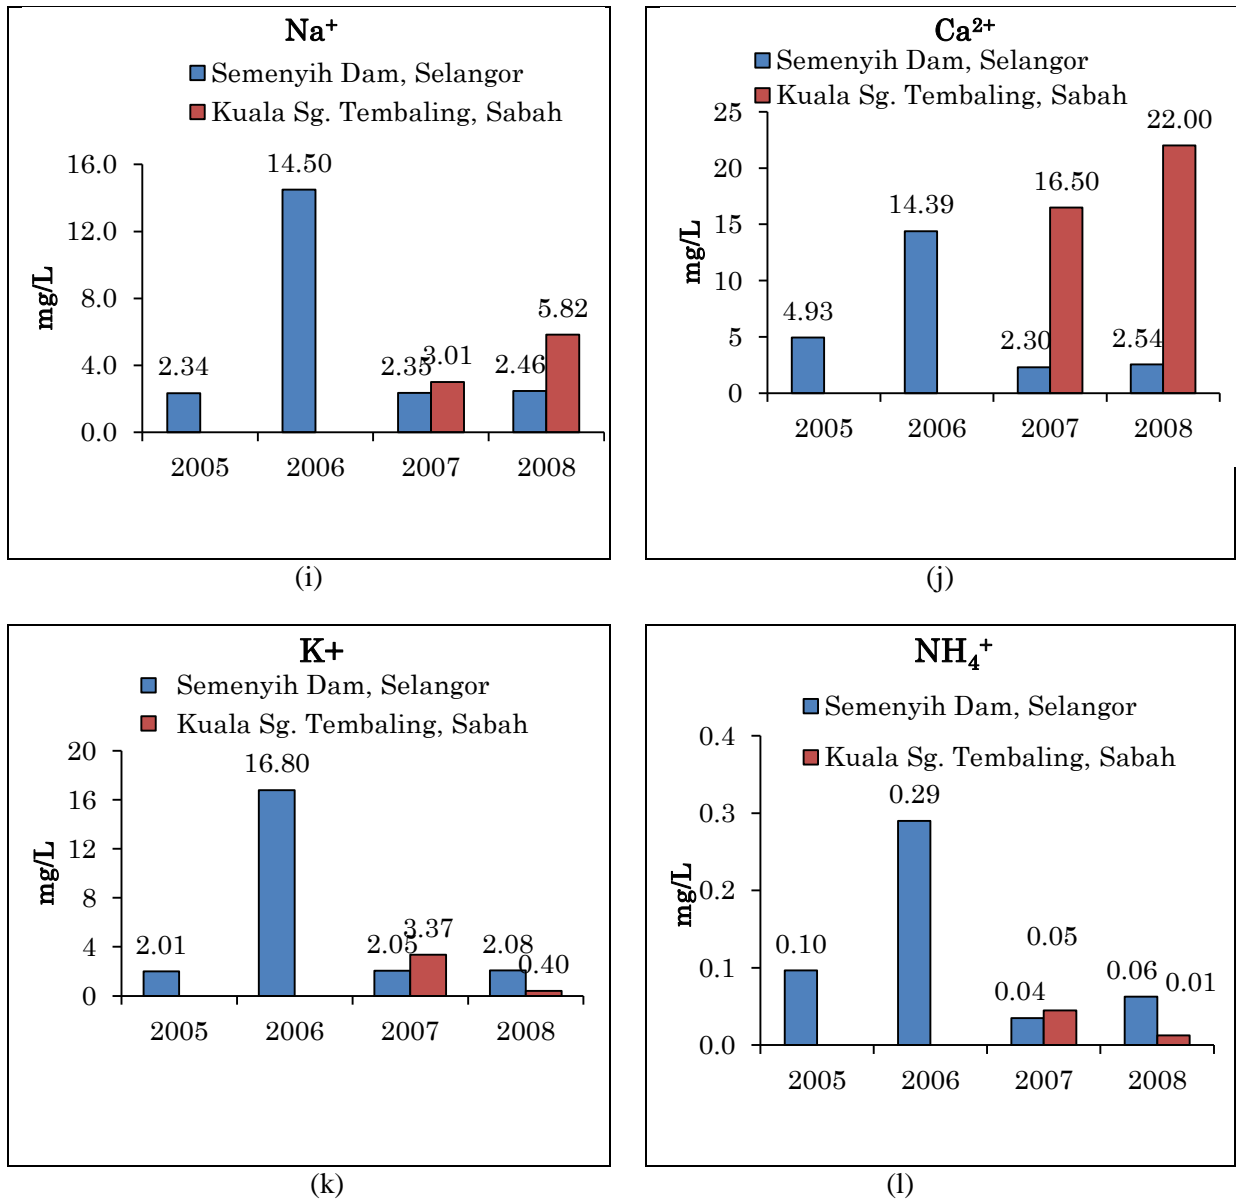 Na⁺
Semenyih Dam, Selangor
Kuala Sg. Tembaling, Sabah
mg/L
16.0
12.0
8.0
4.0
0.0
2.34
14.50
2.35
3.01
2.46
5.82
2005 2006 2007 2008
(i)
Ca²⁺
Semenyih Dam, Selangor
Kuala Sg. Tembaling, Sabah
mg/L
25
20
15
10
5
0
4.93
14.39
2.30
16.50
2.54
22.00
2005 2006 2007 2008
(j)
K+
Semenyih Dam, Selangor
Kuala Sg. Tembaling, Sabah
mg/L
20
16
12
8
4
0
2.01
16.80
2.05
3.37
2.08
0.40
2005 2006 2007 2008
(k)
NH₄⁺
Semenyih Dam, Selangor
Kuala Sg. Tembaling, Sabah
mg/L
0.4
0.3
0.2
0.1
0.0
0.10
0.29
0.04
0.05
0.06
0.01
2005 2006 2007 2008
(l)